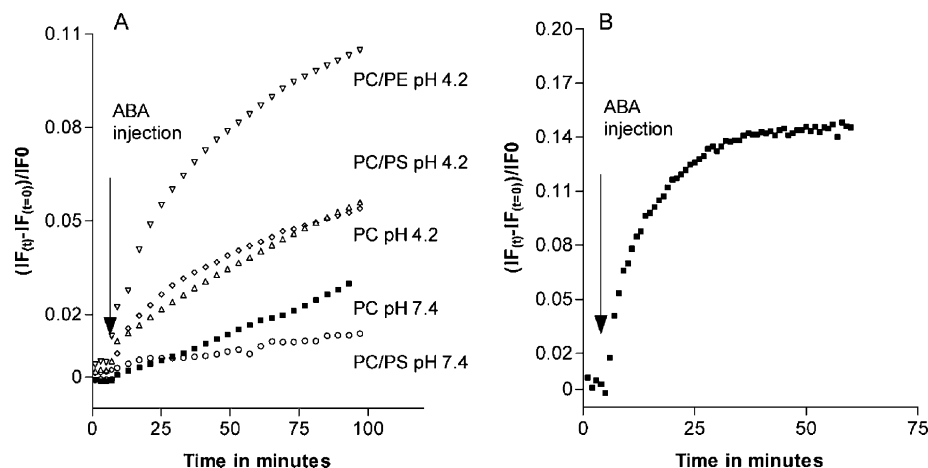 A
(IF(t)-IF(t=0))/IF0
0.11
0.08
0.05
0.02
0
ABA
injection
PC/PE pH 4.2
PC/PS pH 4.2
PC pH 4.2
PC pH 7.4
PC/PS pH 7.4
0 25 50 75 100
Time in minutes
B
(IF(t)-IF(t=0))/IF0
0.20
0.17
0.14
0.11
0.08
0.05
0.02
0
ABA
injection
0 25 50 75
Time in minutes